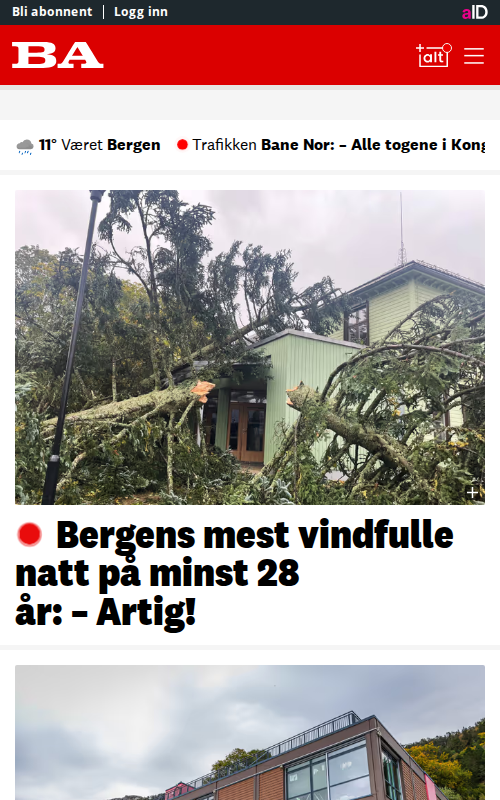 Bli abonnent | Logg inn
aID
BA
+alt
11° Været Bergen
Trafikken Bane Nor: – Alle togene i Kong
Bergens mest vindfulle
natt på minst 28
år: – Artig!